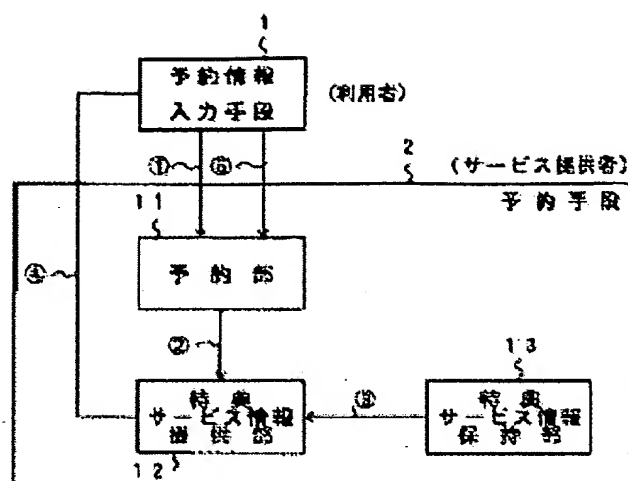 1
予約情報
入力手段
(利用者)
①
2
(サービス提供者)
予約手段
11
予約部
④
②
13
特典
サービス情報
提供部
③
特典
サービス情報
保持部
12